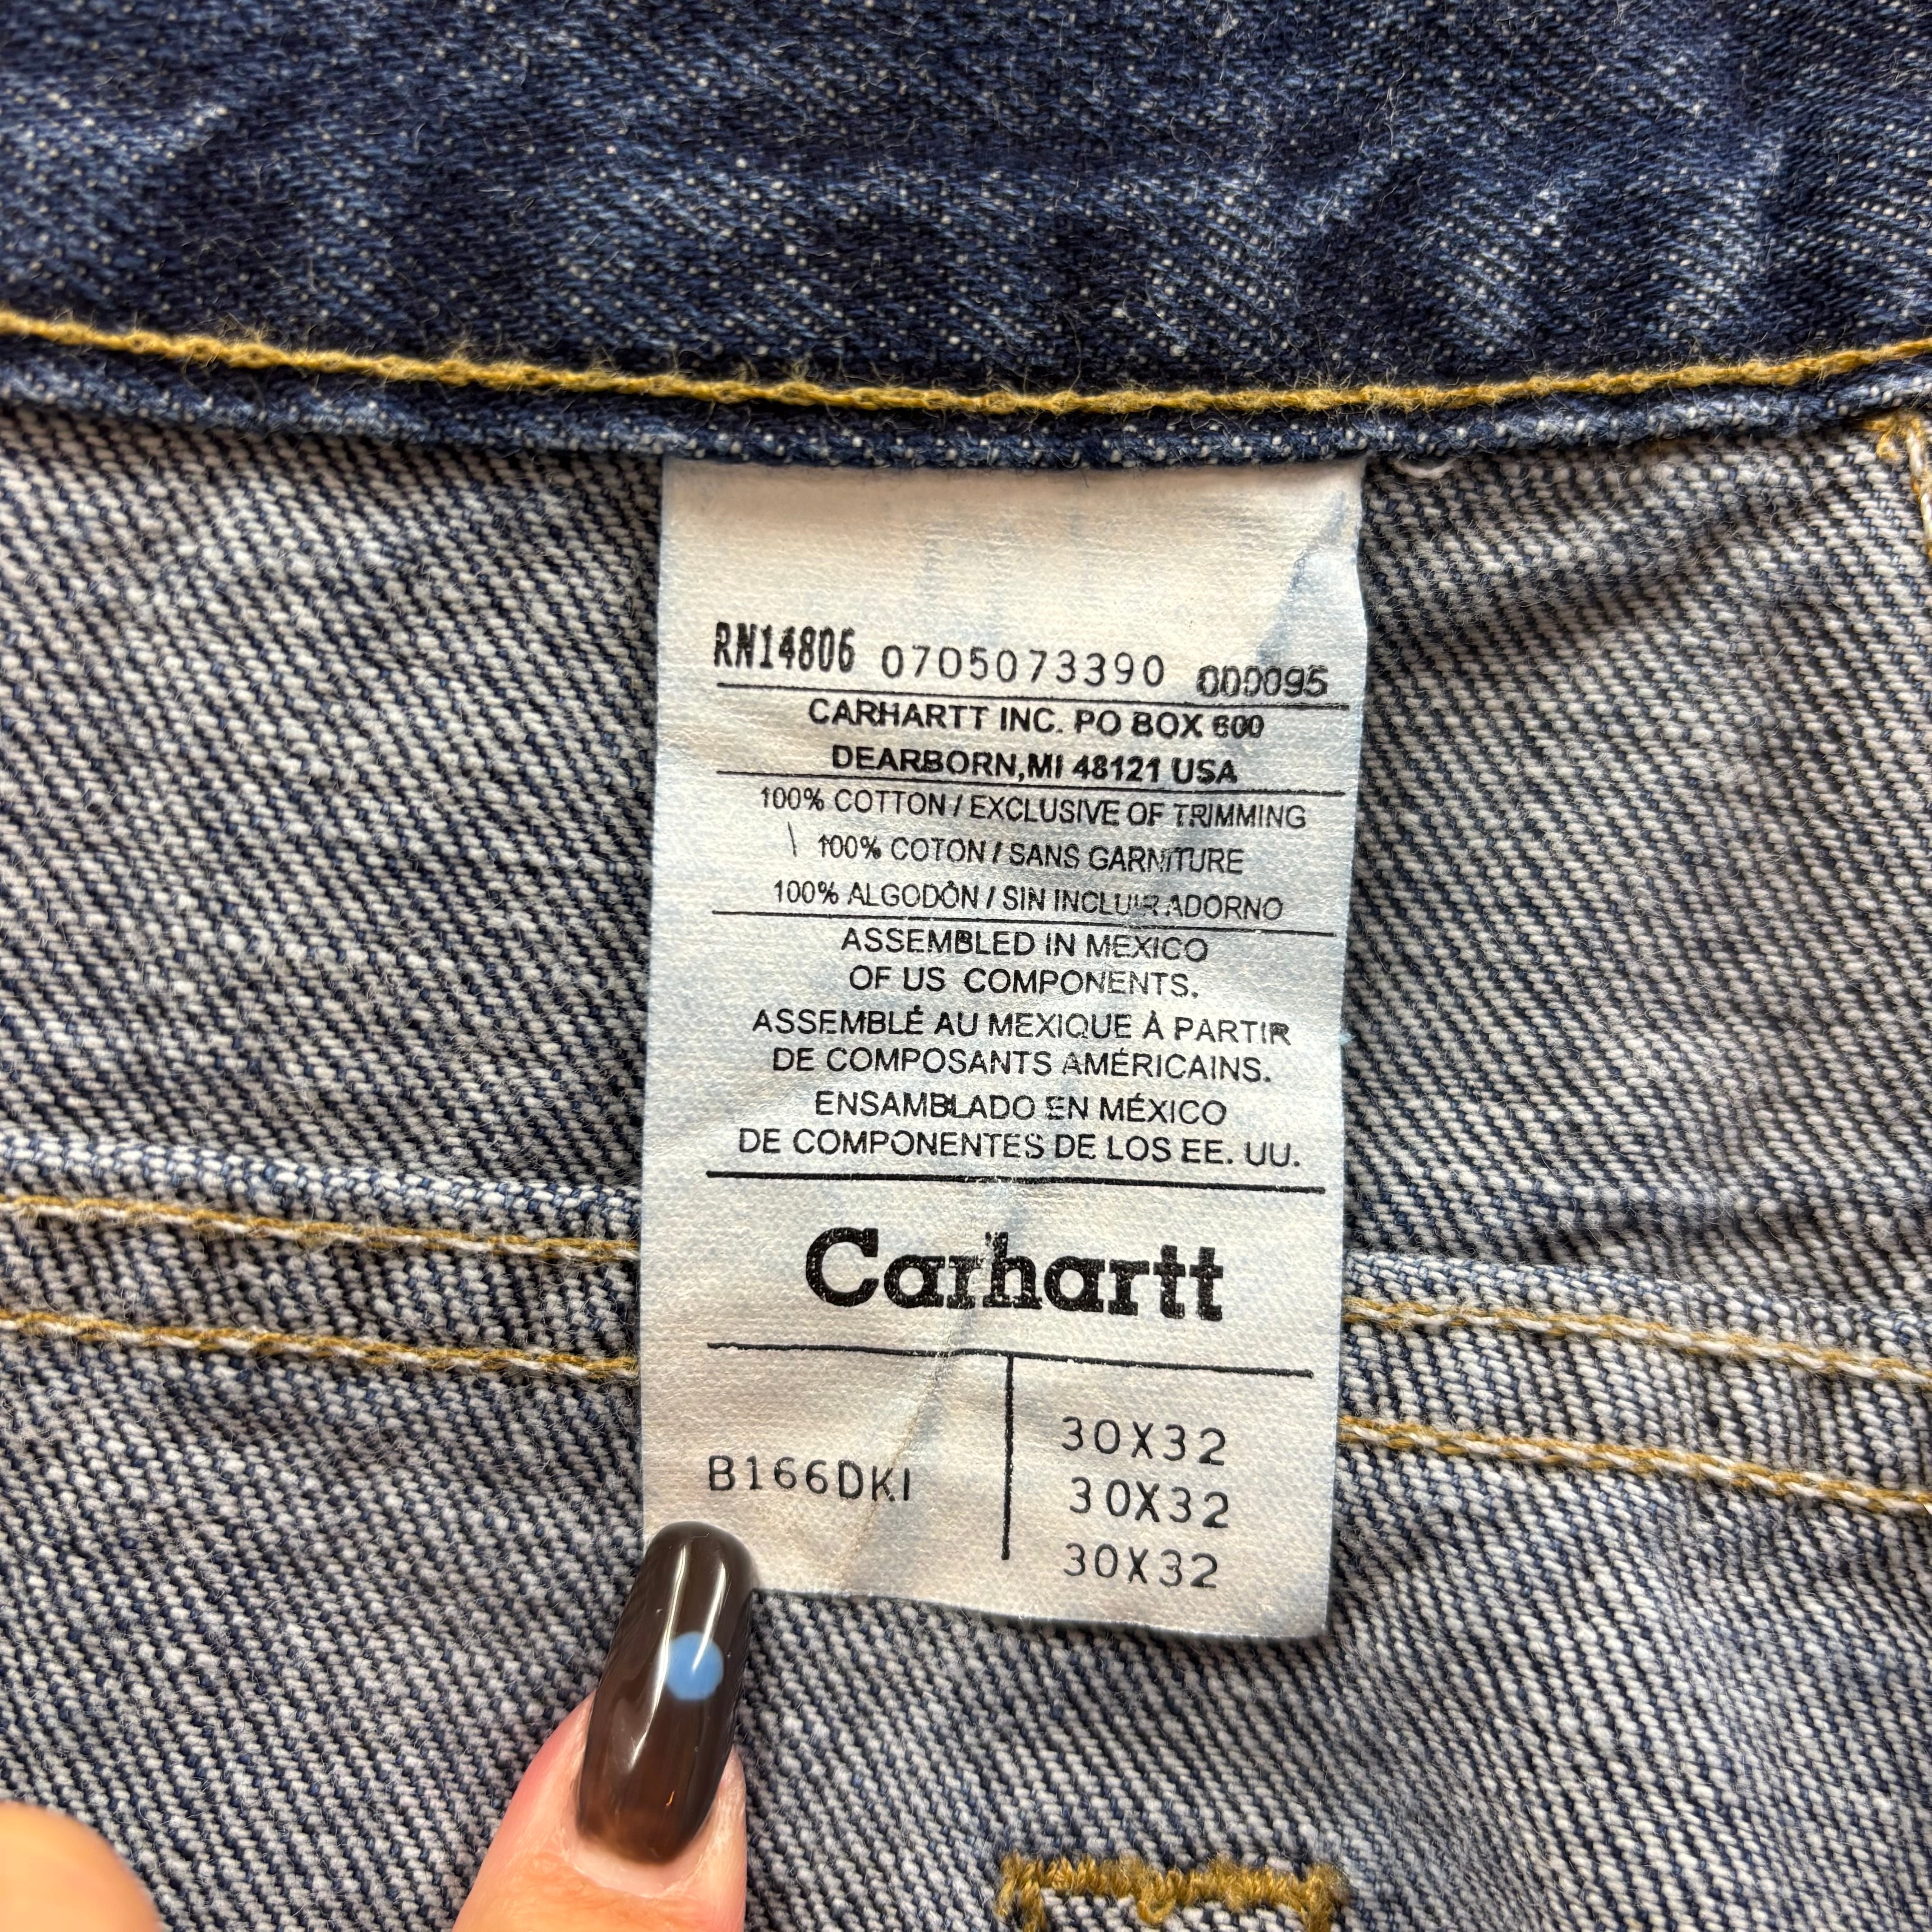 RN14806 0705073390 000095
CARHARTT INC. PO BOX 600
DEARBORN,MI 48121 USA
100% COTTON / EXCLUSIVE OF TRIMMING
100% COTON / SANS GARNITURE
100% ALGODÓN / SIN INCLUIR ADORNO
ASSEMBLED IN MEXICO
OF US COMPONENTS.
ASSEMBLÉ AU MEXIQUE À PARTIR
DE COMPOSANTS AMÉRICAINS.
ENSAMBLADO EN MÉXICO
DE COMPONENTES DE LOS EE. UU.
Carhartt
30X32
B166DKI 30X32
30X32